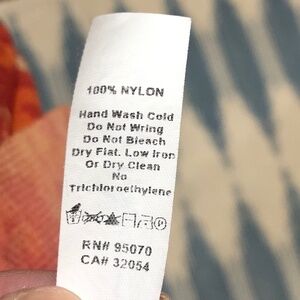 100% NYLON
Hand Wash Cold
Do Not Wring
Do Not Bleach
Dry Flat. Low Iron
Or Dry Clean
No
Trichloroethylene
RN# 95070
CA# 32054